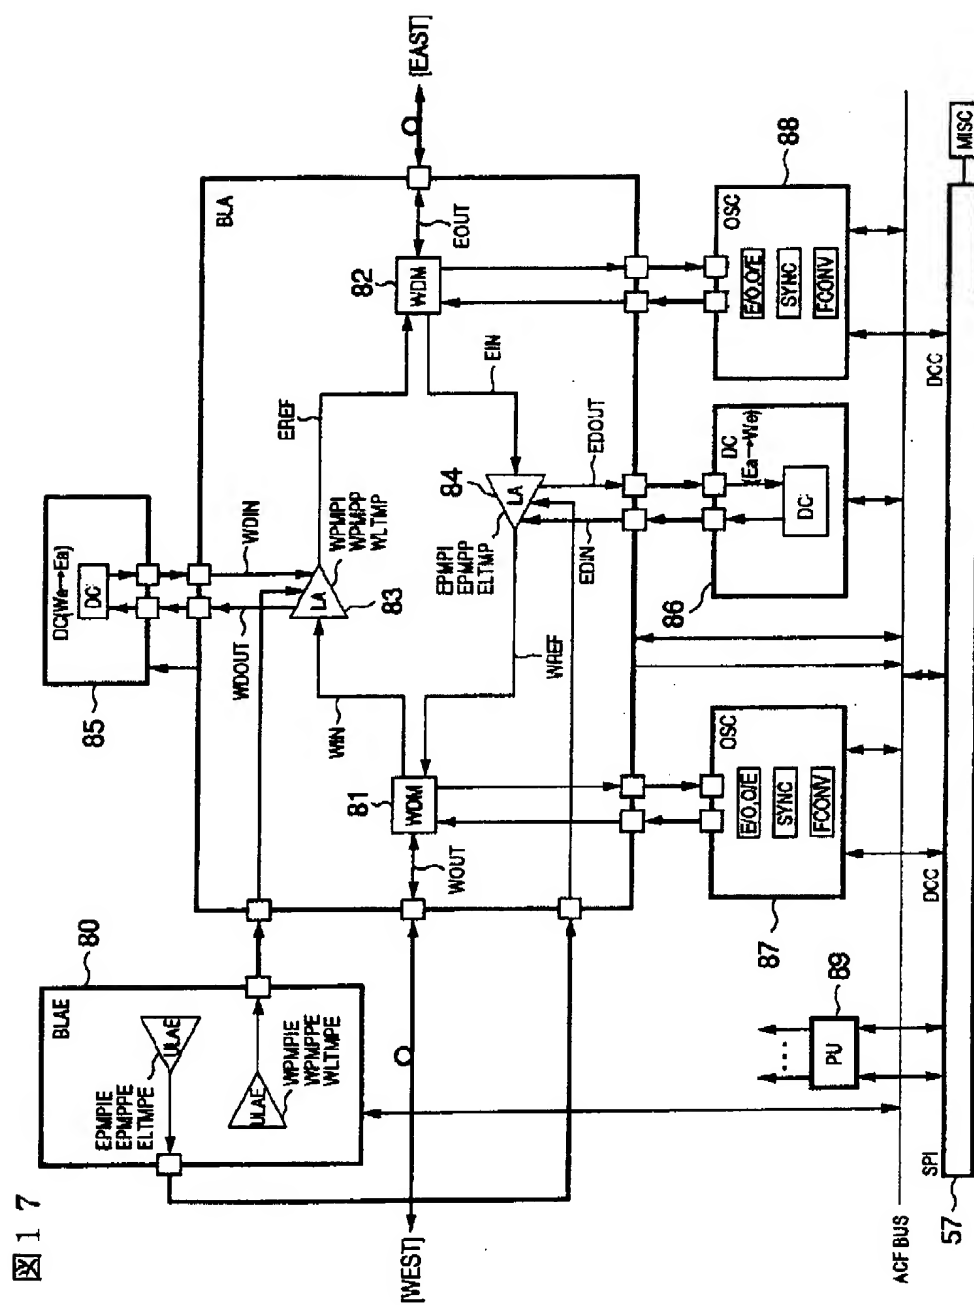 図17
80
BLAE
EPMPIE
EPMPPE
ELTMPE
ULAE
ULAE
WPMPIE
WPMPPE
WLTMPE
85
DC(We→Ea)
DC
WDOUT
WDIN
BLA
[WEST]
[EAST]
WOUT
81
WDM
WIN
LA
83
WPMPI
WPMPP
WLTMP
EREF
82
WDM
EOUT
EIN
84
LA
EPMPI
EPMPP
ELTMP
WREF
EDIN
EDOUT
87
OSC
E/O,O/E
SYNC
FCONV
86
DC
(Ea→We)
DC
88
OSC
E/O,O/E
SYNC
FCONV
89
PU
DCC
DCC
ACF BUS
SPI
57
MISC